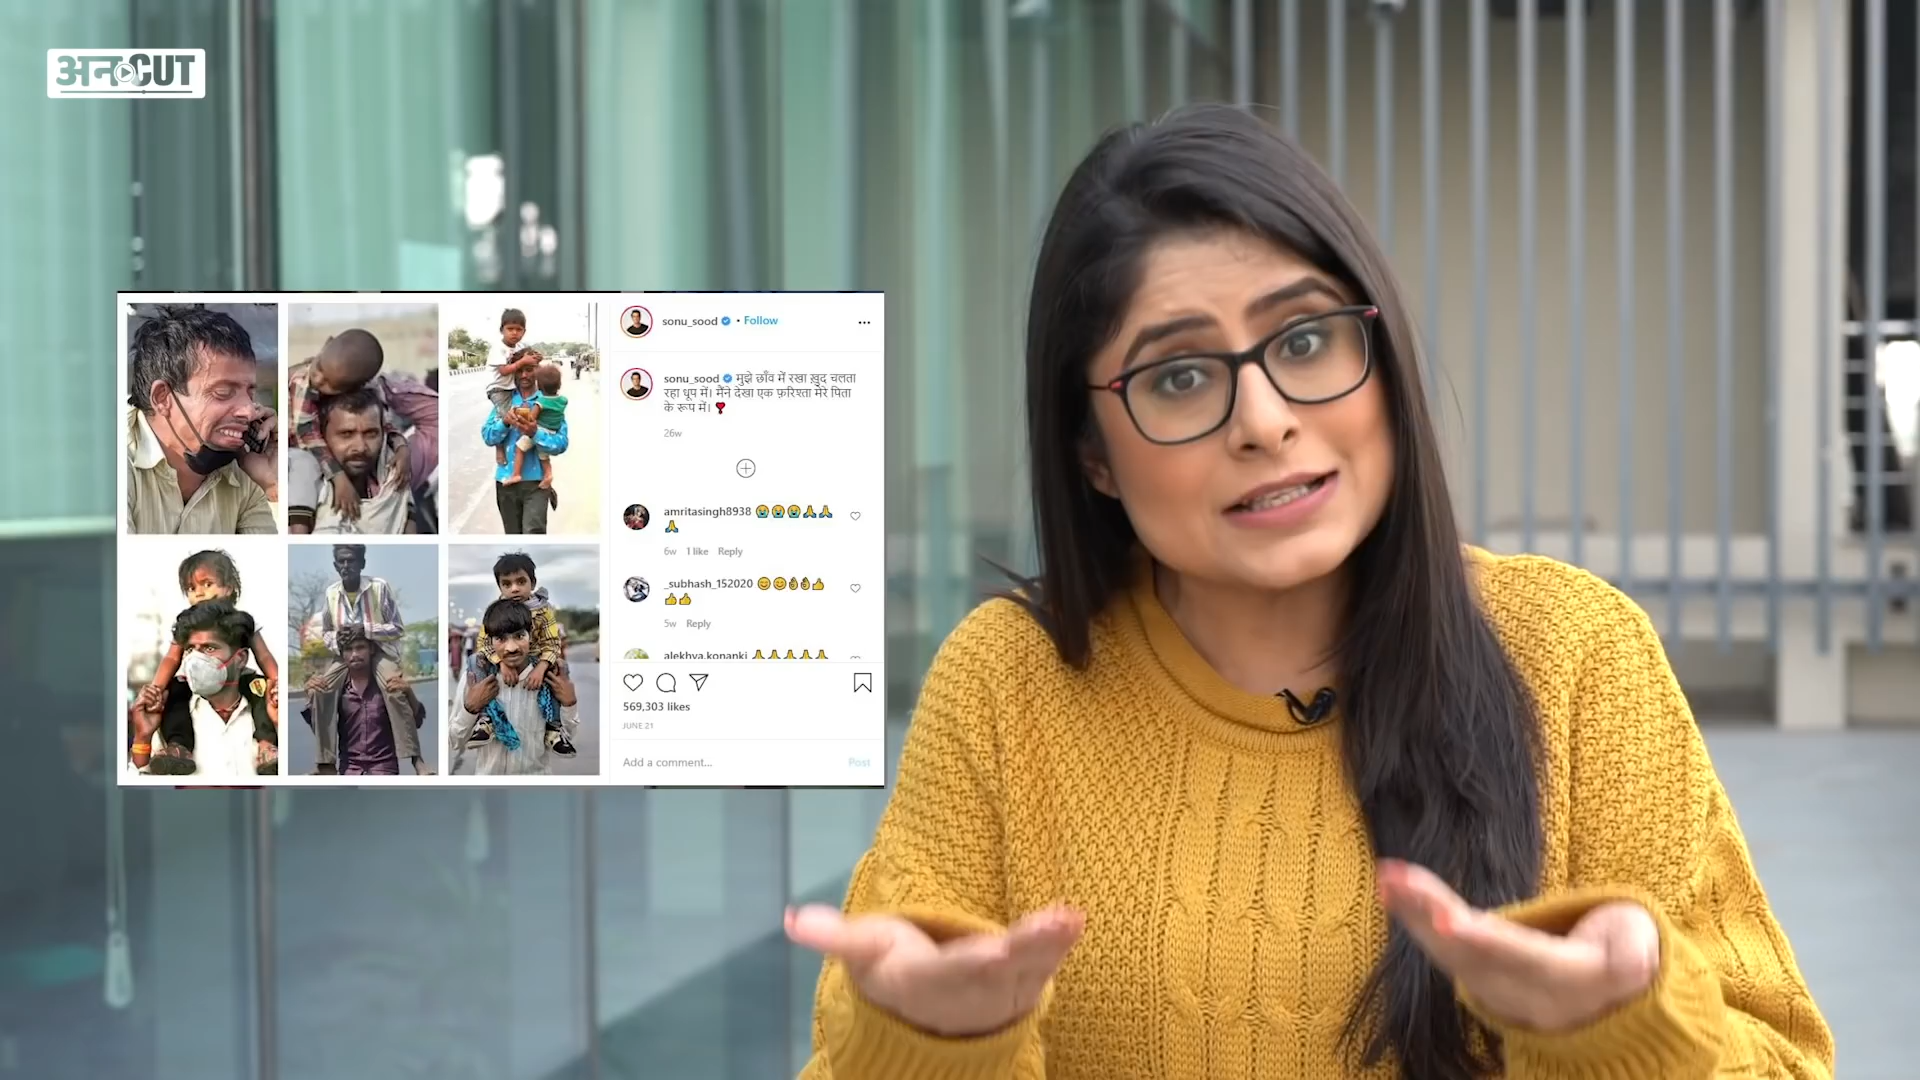 अनCUT
sonu_sood • Follow
sonu_sood मुझे छाँव में रखा ख़ुद चलता
रहा धूप में। मैंने देखा एक फ़रिश्ता मेरे पिता
के रूप में। ❣️
26w
amritasingh8938 😭😭😭🙏🙏
🙏
6w 1 like Reply
_subhash_152020 😊😊👌👌👍
👍👍
5w Reply
alekhya.konanki 🙏🙏🙏🙏🙏
569,303 likes
JUNE 21
Add a comment... Post